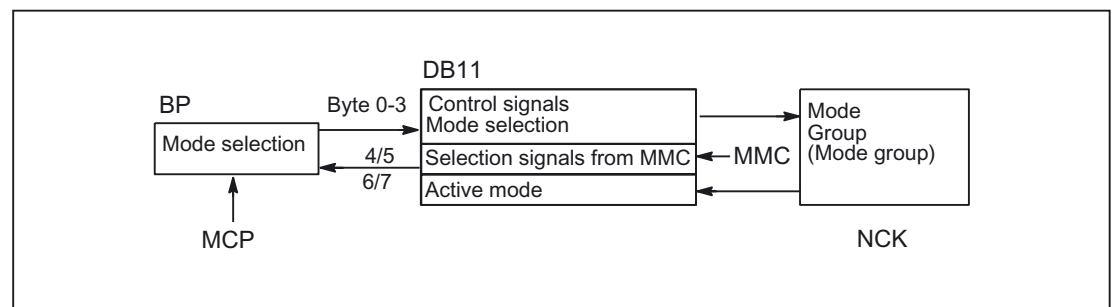 DB11
BP
Byte 0-3
Mode selection
4/5
6/7
MCP
Control signals
Mode selection
Selection signals from MMC
Active mode
MMC
Mode
Group
(Mode group)
NCK